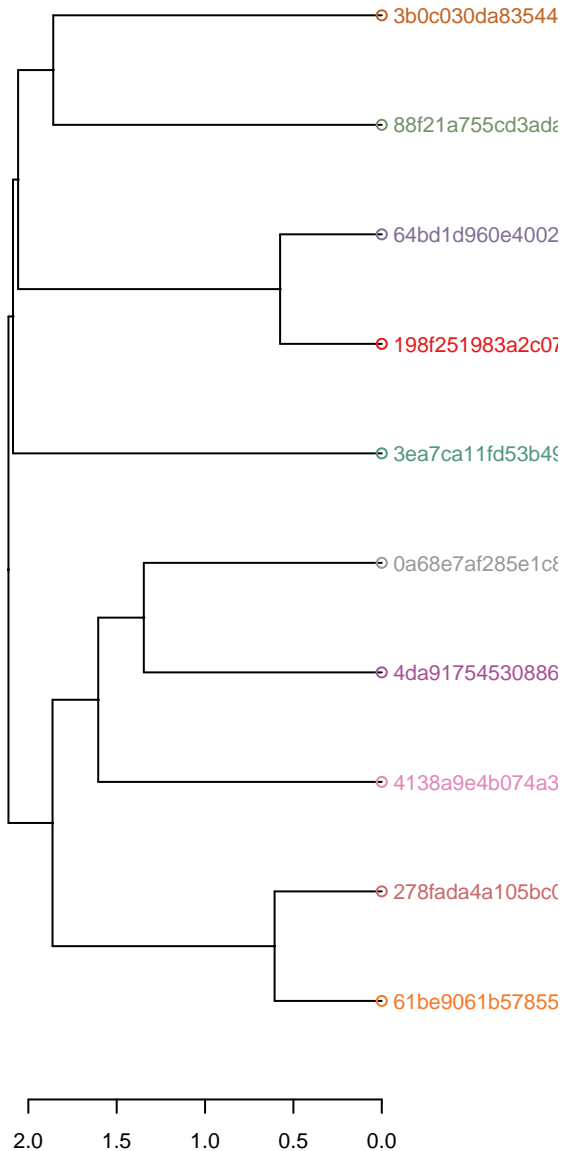 3b0c030da83544
88f21a755cd3ada
64bd1d960e4002
198f251983a2c07
3ea7ca11fd53b49
0a68e7af285e1c8
4da91754530886
4138a9e4b074a3
278fada4a105bc0
61be9061b57855
2.0 1.5 1.0 0.5 0.0